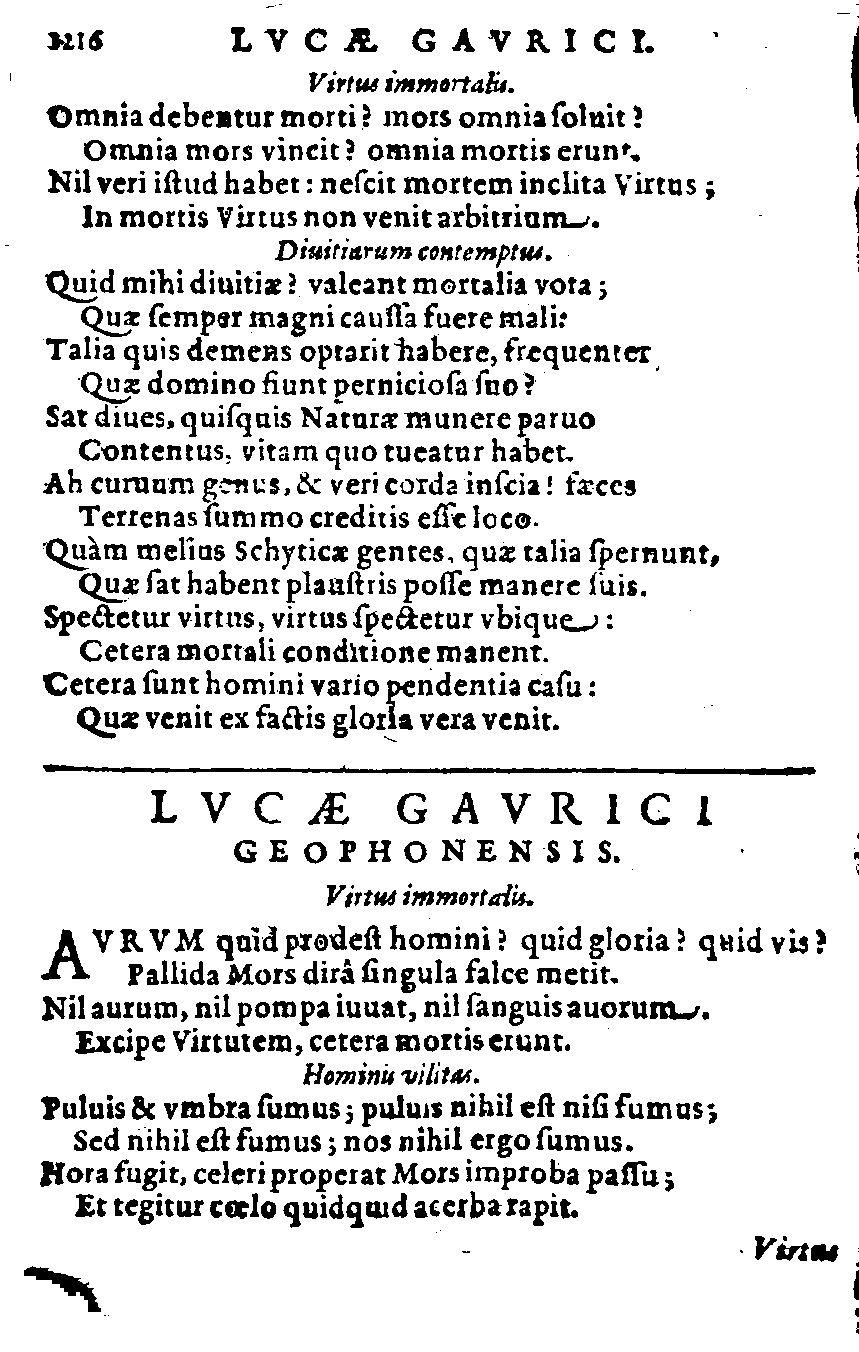 1216 LVCÆ GAVRICI.
Virtus immortalis.
Omnia debentur morti? mors omnia ſoluit?
Omnia mors vincit? omnia mortis erunt.
Nil veri iſtud habet: neſcit mortem inclita Virtus;
In mortis Virtus non venit arbitrium.
Diuitiarum contemptus.
Quid mihi diuitiæ? valeant mortalia vota;
Quæ ſemper magni cauſſa fuere mali:
Talia quis demens optarit habere, frequenter
Quæ domino fiunt pernicioſa ſuo?
Sat diues, quiſquis Naturæ munere paruo
Contentus, vitam quo tueatur habet.
Ah curuum genus, & veri corda inſcia! fæces
Terrenas ſummo creditis eſſe loco.
Quàm melius Schyticæ gentes, quæ talia ſpernunt,
Quæ ſat habent plauſtris poſſe manere ſuis.
Spectetur virtus, virtus ſpectetur vbique:
Cetera mortali conditione manent.
Cetera ſunt homini vario pendentia caſu:
Quæ venit ex factis gloria vera venit.
LVCÆ GAVRICI
GEOPHONENSIS.
Virtus immortalis.
AVRVM quid prodeſt homini? quid gloria? quid vis?
Pallida Mors dirâ ſingula falce metit.
Nil aurum, nil pompa iuuat, nil ſanguis auorum.
Excipe Virtutem, cetera mortis erunt.
Hominis vilitas.
Puluis & vmbra ſumus; puluis nihil eſt niſi fumus;
Sed nihil eſt fumus; nos nihil ergo ſumus.
Hora fugit, celeri properat Mors improba paſſu;
Et tegitur cœlo quidquid acerba rapit.
Virtus